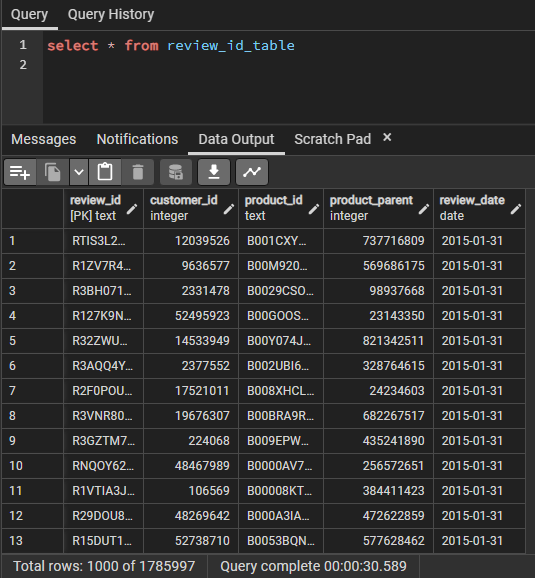 Query Query History
1 select * from review_id_table
2
Messages Notifications Data Output Scratch Pad ×
review_id customer_id product_id product_parent review_date
[PK] text integer text integer date
1 RTIS3L2... 12039526 B001CXY... 737716809 2015-01-31
2 R1ZV7R4... 9636577 B00M920... 569686175 2015-01-31
3 R3BH071... 2331478 B0029CSO... 98937668 2015-01-31
4 R127K9N... 52495923 B00GOOS... 23143350 2015-01-31
5 R32ZWU... 14533949 B00Y074J... 821342511 2015-01-31
6 R3AQQ4Y... 2377552 B002UBI6... 328764615 2015-01-31
7 R2F0POU... 17521011 B008XHCL... 24234603 2015-01-31
8 R3VNR80... 19676307 B00BRA9R... 682267517 2015-01-31
9 R3GZTM7... 224068 B009EPW... 435241890 2015-01-31
10 RNQOY62... 48467989 B0000AV7... 256572651 2015-01-31
11 R1VTIA3J... 106569 B00008KT... 384411423 2015-01-31
12 R29DOU8... 48269642 B000A3IA... 472622859 2015-01-31
13 R15DUT1... 52738710 B0053BQN... 577628462 2015-01-31
Total rows: 1000 of 1785997 Query complete 00:00:30.589